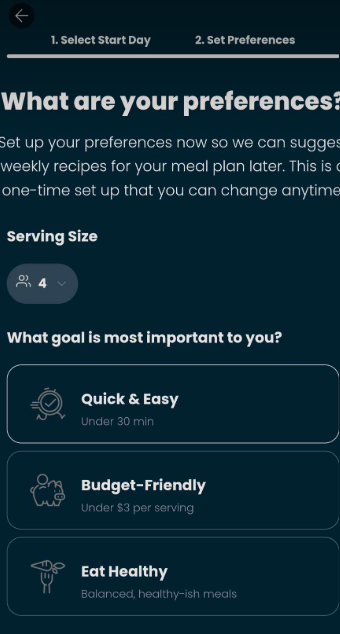 1. Select Start Day
2. Set Preferences
What are your preferences?
Set up your preferences now so we can sugges
weekly recipes for your meal plan later. This is
one-time set up that you can change anytime
Serving Size
4
What goal is most important to you?
Quick & Easy
Under 30 min
Budget-Friendly
Under $3 per serving
Eat Healthy
Balanced, healthy-ish meals